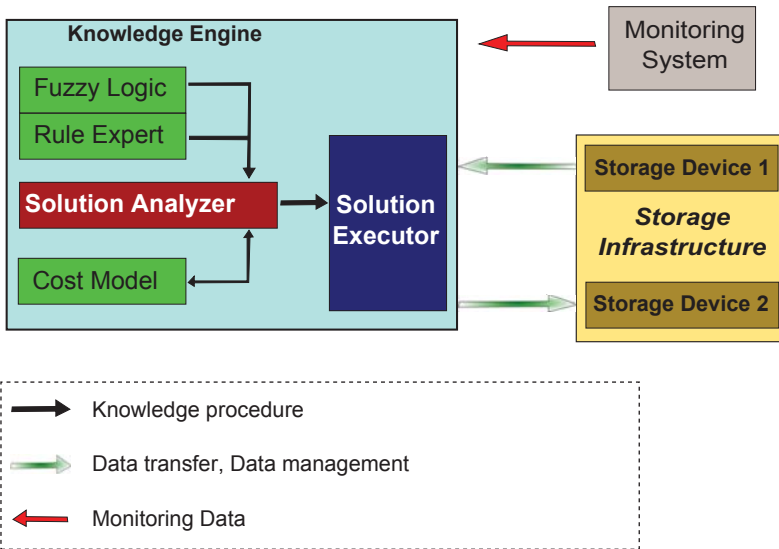 Knowledge Engine
Monitoring
System
Fuzzy Logic
Rule Expert
Solution Analyzer
Cost Model
Solution
Executor
Storage Device 1
Storage
Infrastructure
Storage Device 2
Knowledge procedure
Data transfer, Data management
Monitoring Data